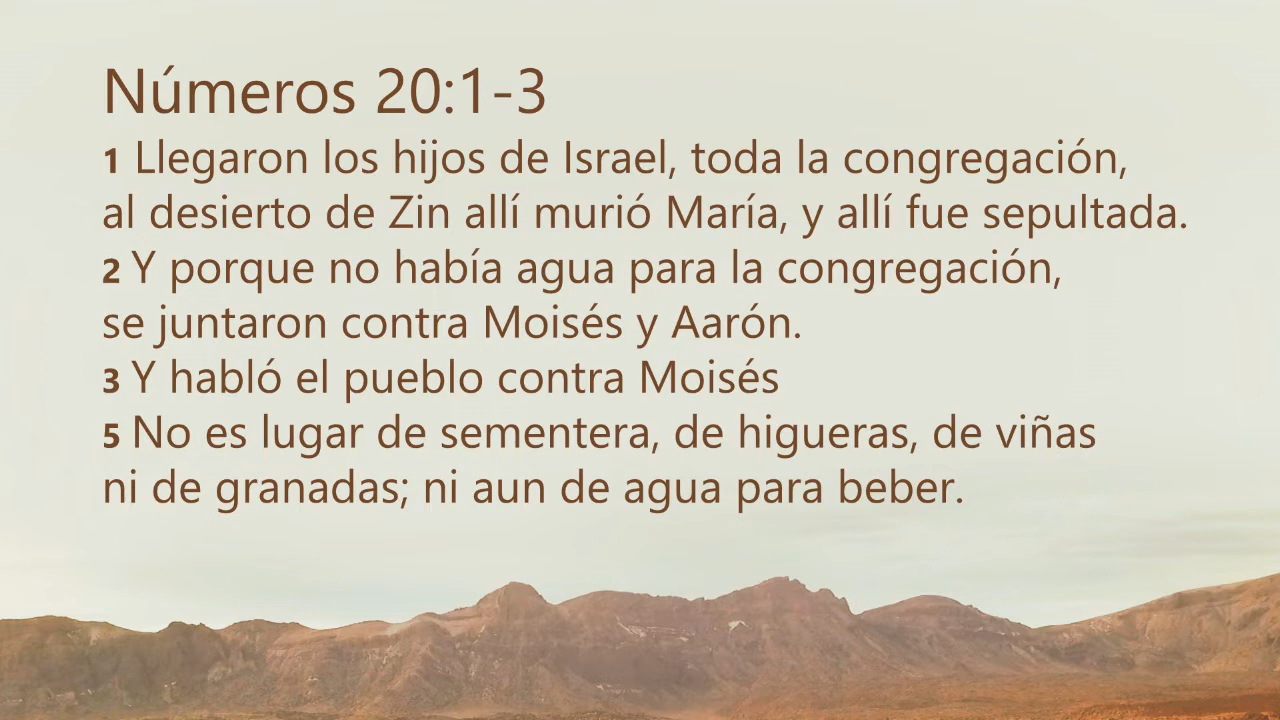 Números 20:1-3
1 Llegaron los hijos de Israel, toda la congregación,
al desierto de Zin allí murió María, y allí fue sepultada.
2 Y porque no había agua para la congregación,
se juntaron contra Moisés y Aarón.
3 Y habló el pueblo contra Moisés
5 No es lugar de sementera, de higueras, de viñas
ni de granadas; ni aun de agua para beber.